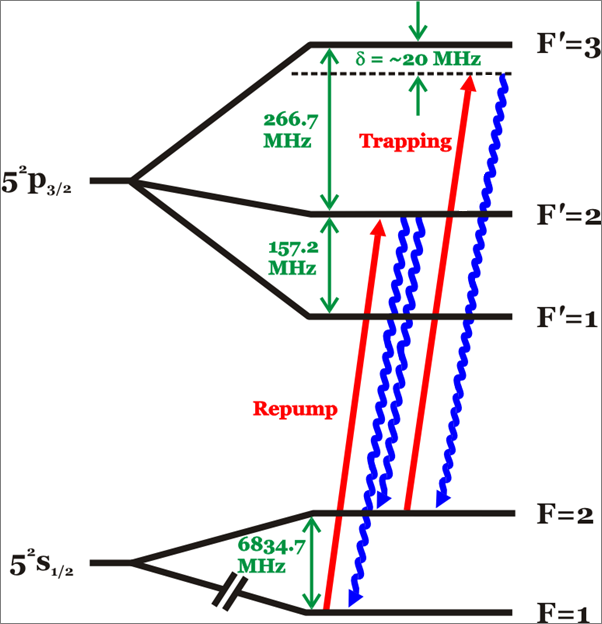 F'=3
δ = ~20 MHz
266.7
MHz
Trapping
5²p₃/₂
F'=2
157.2
MHz
F'=1
Repump
F=2
6834.7
MHz
5²s₁/₂
F=1